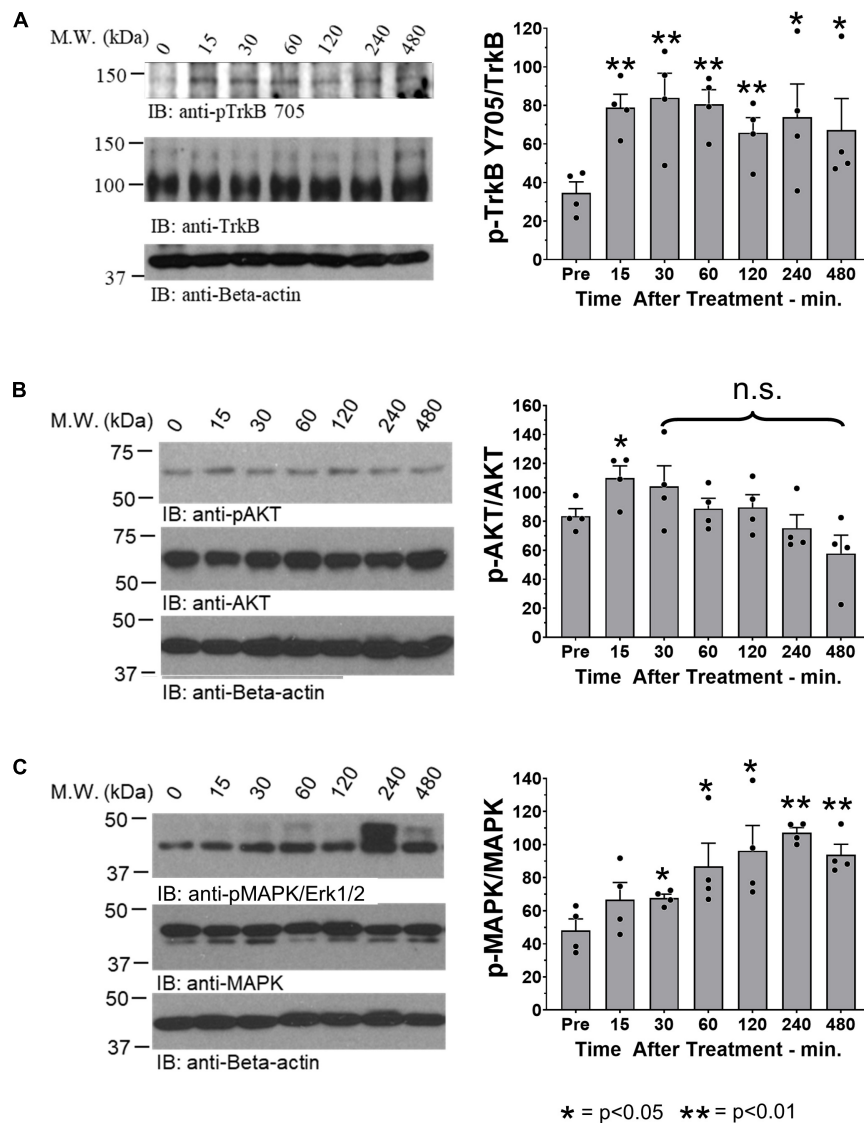 A
M.W. (kDa) 0 15 30 60 120 240 480
150
IB: anti-pTrkB 705
150
100
IB: anti-TrkB
37
IB: anti-Beta-actin
p-TrkB Y705/TrkB
120
100
80
60
40
20
0
** ** ** ** * *
Pre 15 30 60 120 240 480
Time After Treatment - min.
B
M.W. (kDa) 0 15 30 60 120 240 480
75
50
IB: anti-pAKT
75
50
IB: anti-AKT
50
37
IB: anti-Beta-actin
p-AKT/AKT
160
140
120
100
80
60
40
20
0
n.s.
*
Pre 15 30 60 120 240 480
Time After Treatment - min.
C
M.W. (kDa) 0 15 30 60 120 240 480
50
37
IB: anti-pMAPK/Erk1/2
50
37
IB: anti-MAPK
50
37
IB: anti-Beta-actin
p-MAPK/MAPK
140
120
100
80
60
40
20
0
* * * ** **
Pre 15 30 60 120 240 480
Time After Treatment - min.
* = p<0.05 ** = p<0.01